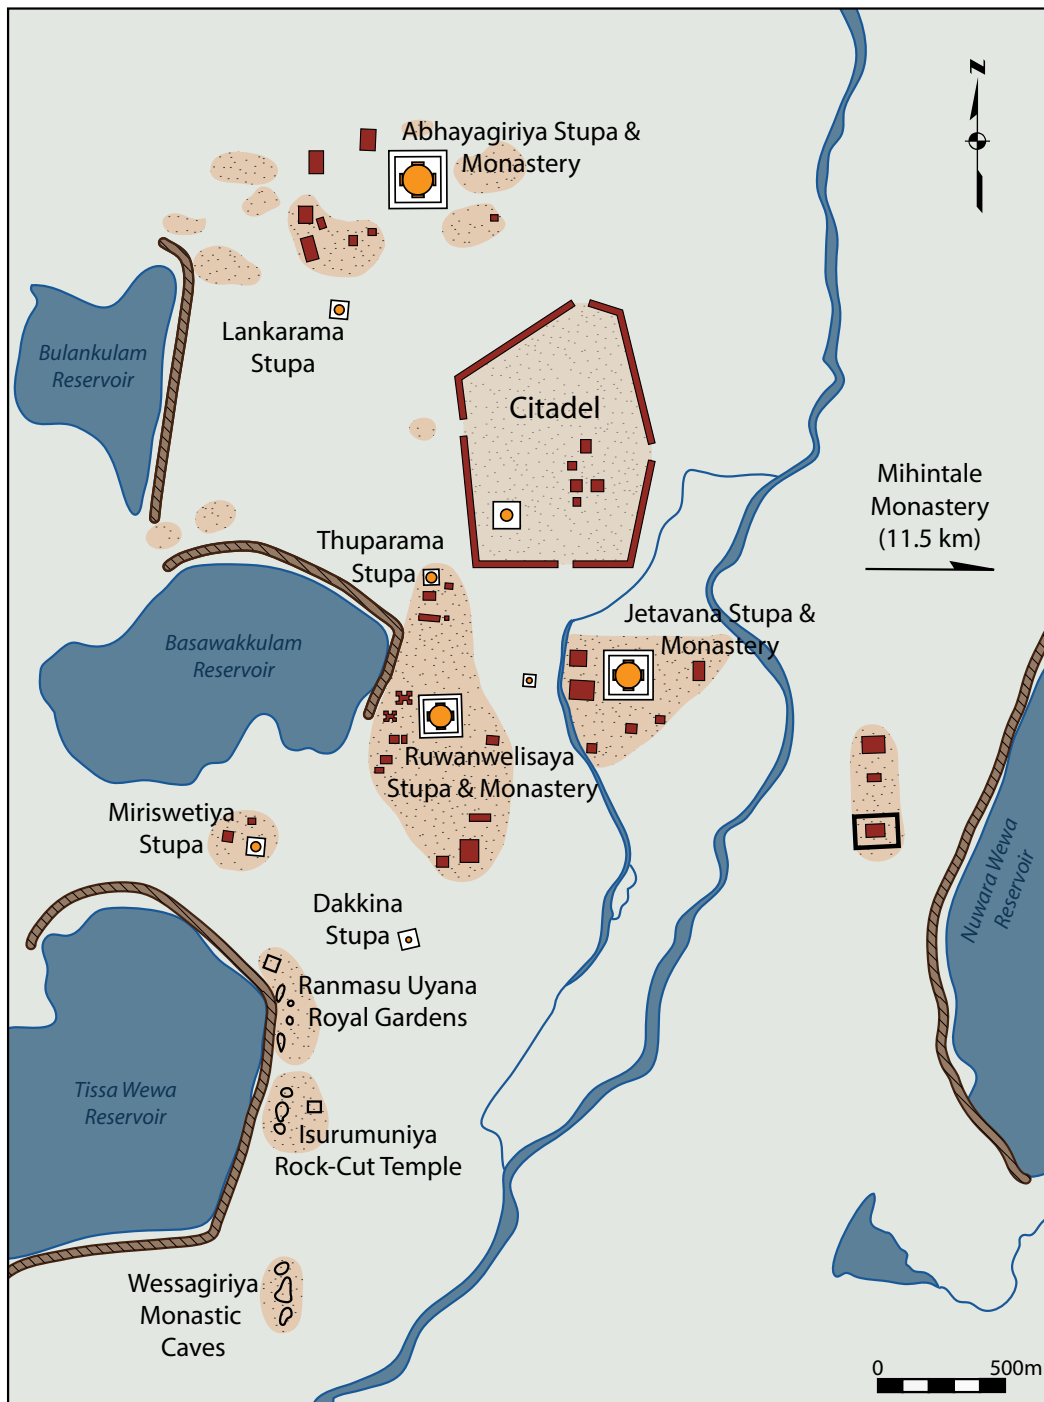 N
Abhayagiriya Stupa &
Monastery
Lankarama
Stupa
Bulankulam
Reservoir
Citadel
Mihintale
Monastery
(11.5 km)
Thuparama
Stupa
Jetavana Stupa &
Monastery
Basawakkulam
Reservoir
Ruwanwelisaya
Stupa & Monastery
Miriswetiya
Stupa
Nuwara Wewa
Reservoir
Dakkina
Stupa
Ranmasu Uyana
Royal Gardens
Tissa Wewa
Reservoir
Isurumuniya
Rock-Cut Temple
Wessagiriya
Monastic
Caves
0 500m